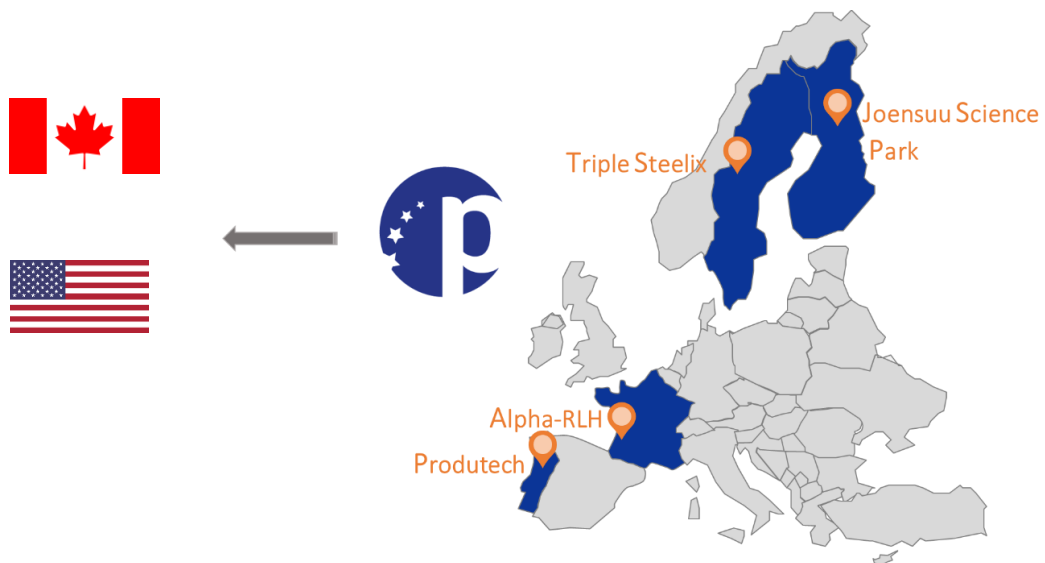 Joensuu Science
Park
Triple Steelix
p
Alpha-RLH
Produtech